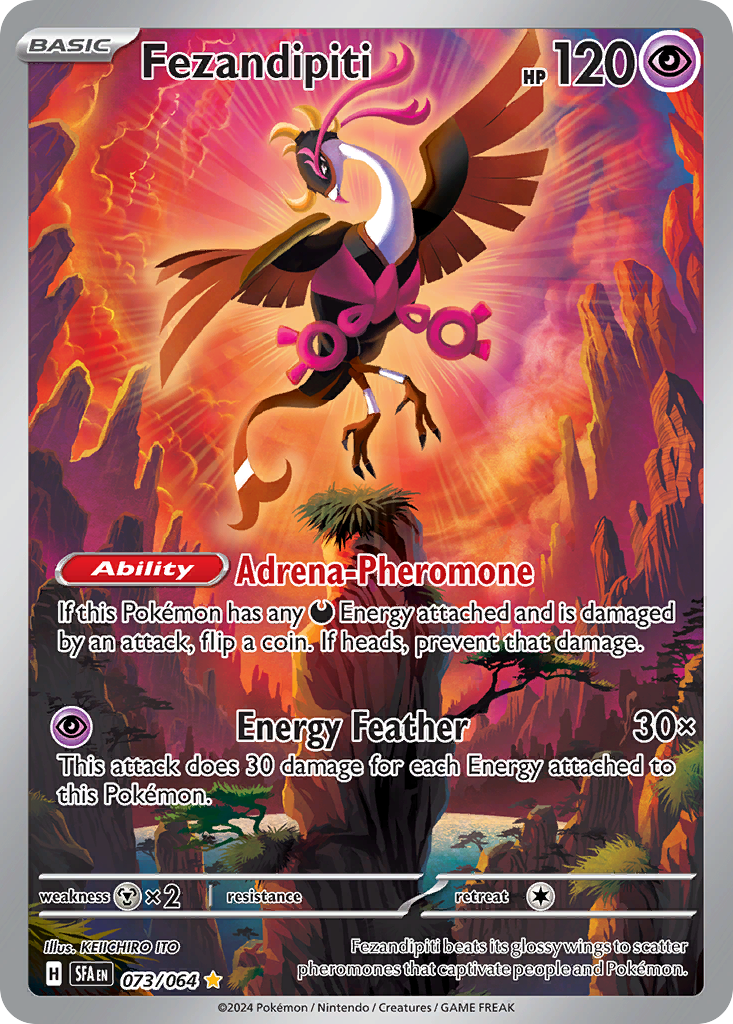 BASIC
Fezandipiti
HP 120
Ability Adrena-Pheromone
If this Pokémon has any Energy attached and is damaged
by an attack, flip a coin. If heads, prevent that damage.
Energy Feather 30×
This attack does 30 damage for each Energy attached to
this Pokémon.
weakness ×2 resistance retreat
Illus. KEIICHIRO ITO
Fezandipiti beats its glossy wings to scatter
pheromones that captivate people and Pokémon.
H SFA EN 073/064
©2024 Pokémon / Nintendo / Creatures / GAME FREAK